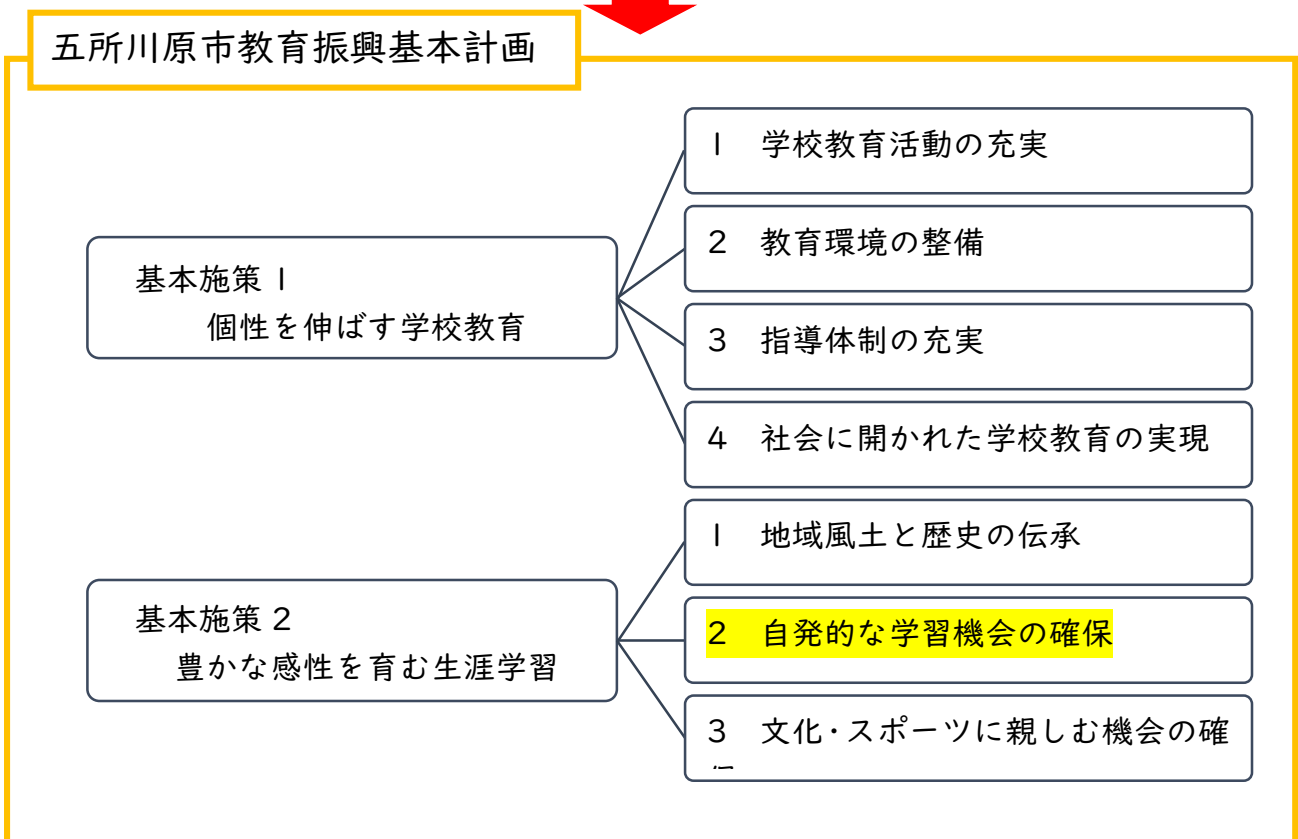 五所川原市教育振興基本計画
基本施策 1
個性を伸ばす学校教育
1 学校教育活動の充実
2 教育環境の整備
3 指導体制の充実
4 社会に開かれた学校教育の実現
基本施策 2
豊かな感性を育む生涯学習
1 地域風土と歴史の伝承
2 自発的な学習機会の確保
3 文化・スポーツに親しむ機会の確